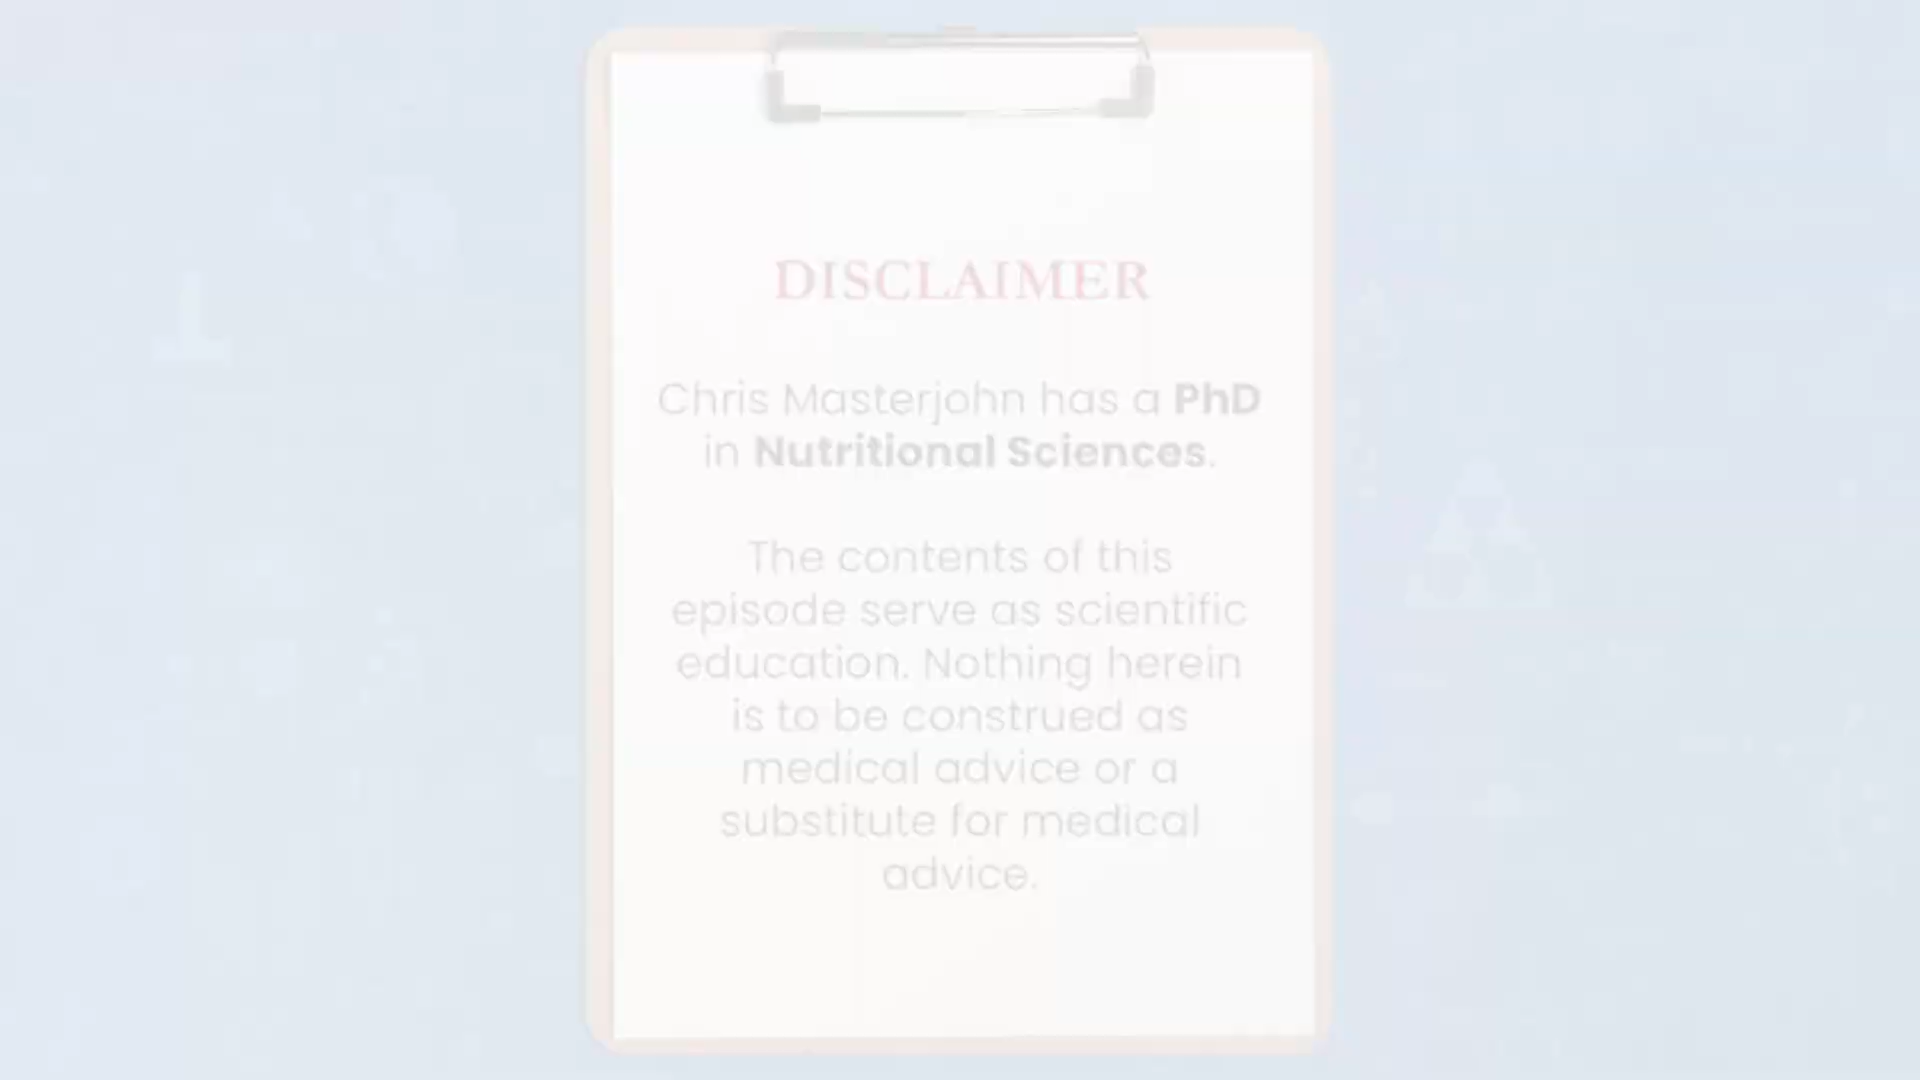 DISCLAIMER
Chris Masterjohn has a PhD
in Nutritional Sciences.
The contents of this
episode serve as scientific
education. Nothing herein
is to be construed as
medical advice or a
substitute for medical
advice.